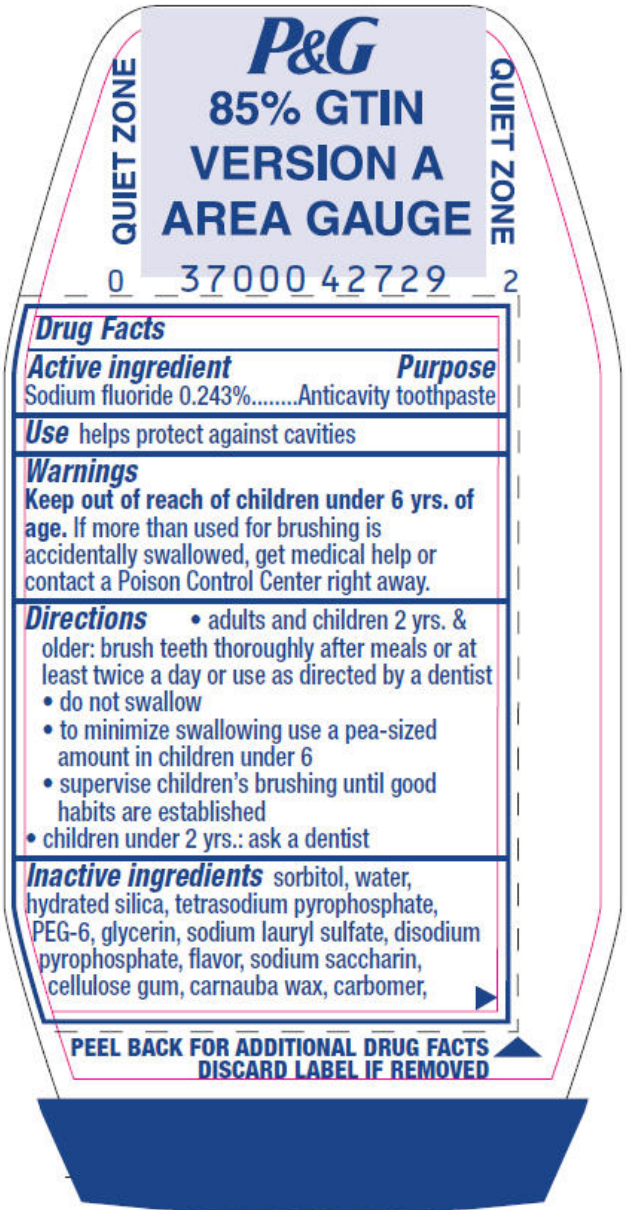 P&G
85% GTIN
VERSION A
AREA GAUGE
QUIET ZONE
QUIET ZONE
0 37000 42729 2
Drug Facts
Active ingredient Purpose
Sodium fluoride 0.243%........Anticavity toothpaste
Use helps protect against cavities
Warnings
Keep out of reach of children under 6 yrs. of
age. If more than used for brushing is
accidentally swallowed, get medical help or
contact a Poison Control Center right away.
Directions • adults and children 2 yrs. &
older: brush teeth thoroughly after meals or at
least twice a day or use as directed by a dentist
• do not swallow
• to minimize swallowing use a pea-sized
amount in children under 6
• supervise children’s brushing until good
habits are established
• children under 2 yrs.: ask a dentist
Inactive ingredients sorbitol, water,
hydrated silica, tetrasodium pyrophosphate,
PEG-6, glycerin, sodium lauryl sulfate, disodium
pyrophosphate, flavor, sodium saccharin,
cellulose gum, carnauba wax, carbomer,
PEEL BACK FOR ADDITIONAL DRUG FACTS
DISCARD LABEL IF REMOVED